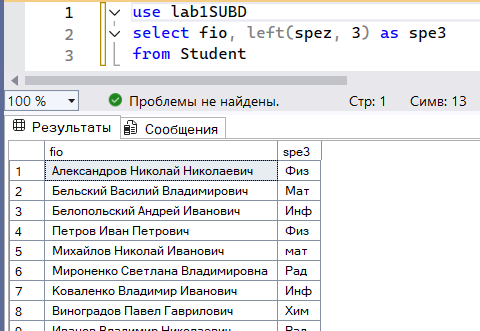 1 use lab1SUBD
2 select fio, left(spez, 3) as spe3
3 from Student
100 % Проблемы не найдены. Стр: 1 Симв: 13
Результаты Сообщения
fio spe3
1 Александров Николай Николаевич Физ
2 Бельский Василий Владимирович Мат
3 Белопольский Андрей Иванович Инф
4 Петров Иван Петрович Физ
5 Михайлов Николай Иванович мат
6 Мироненко Светлана Владимировна Рад
7 Коваленко Владимир Иванович Инф
8 Виноградов Павел Гаврилович Хим
Иванов Владимир Николаевич Рад